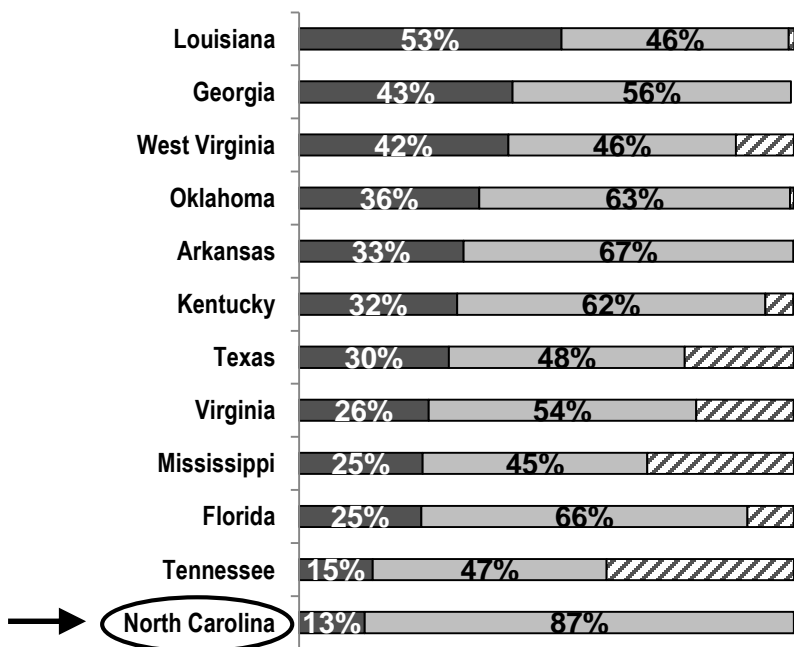 Louisiana 53% 46%
Georgia 43% 56%
West Virginia 42% 46%
Oklahoma 36% 63%
Arkansas 33% 67%
Kentucky 32% 62%
Texas 30% 48%
Virginia 26% 54%
Mississippi 25% 45%
Florida 25% 66%
Tennessee 15% 47%
North Carolina 13% 87%